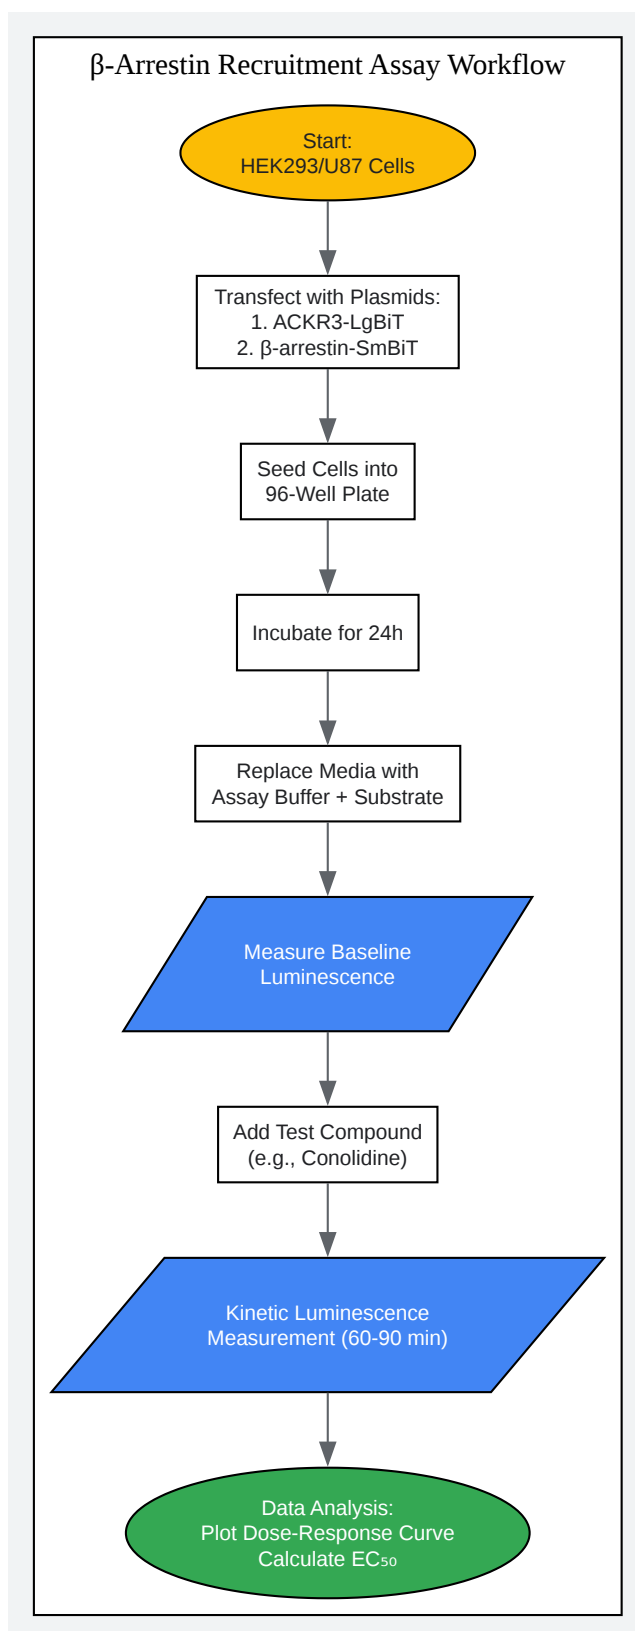 β-Arrestin Recruitment Assay Workflow
Start:
HEK293/U87 Cells
Transfect with Plasmids:
1. ACKR3-LgBiT
2. β-arrestin-SmBiT
Seed Cells into
96-Well Plate
Incubate for 24h
Replace Media with
Assay Buffer + Substrate
Measure Baseline
Luminescence
Add Test Compound
(e.g., Conolidine)
Kinetic Luminescence
Measurement (60-90 min)
Data Analysis:
Plot Dose-Response Curve
Calculate EC₅₀